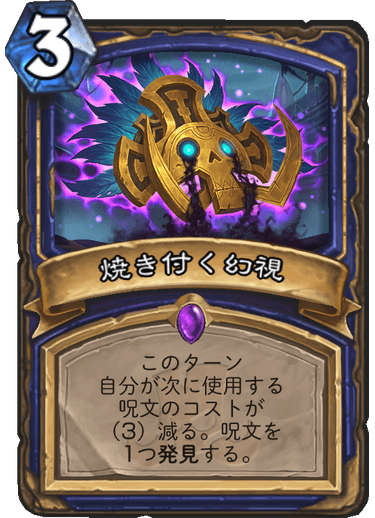 3
焼き付く幻視
このターン
自分が次に使用する
呪文のコストが
（3）減る。呪文を
1つ発見する。